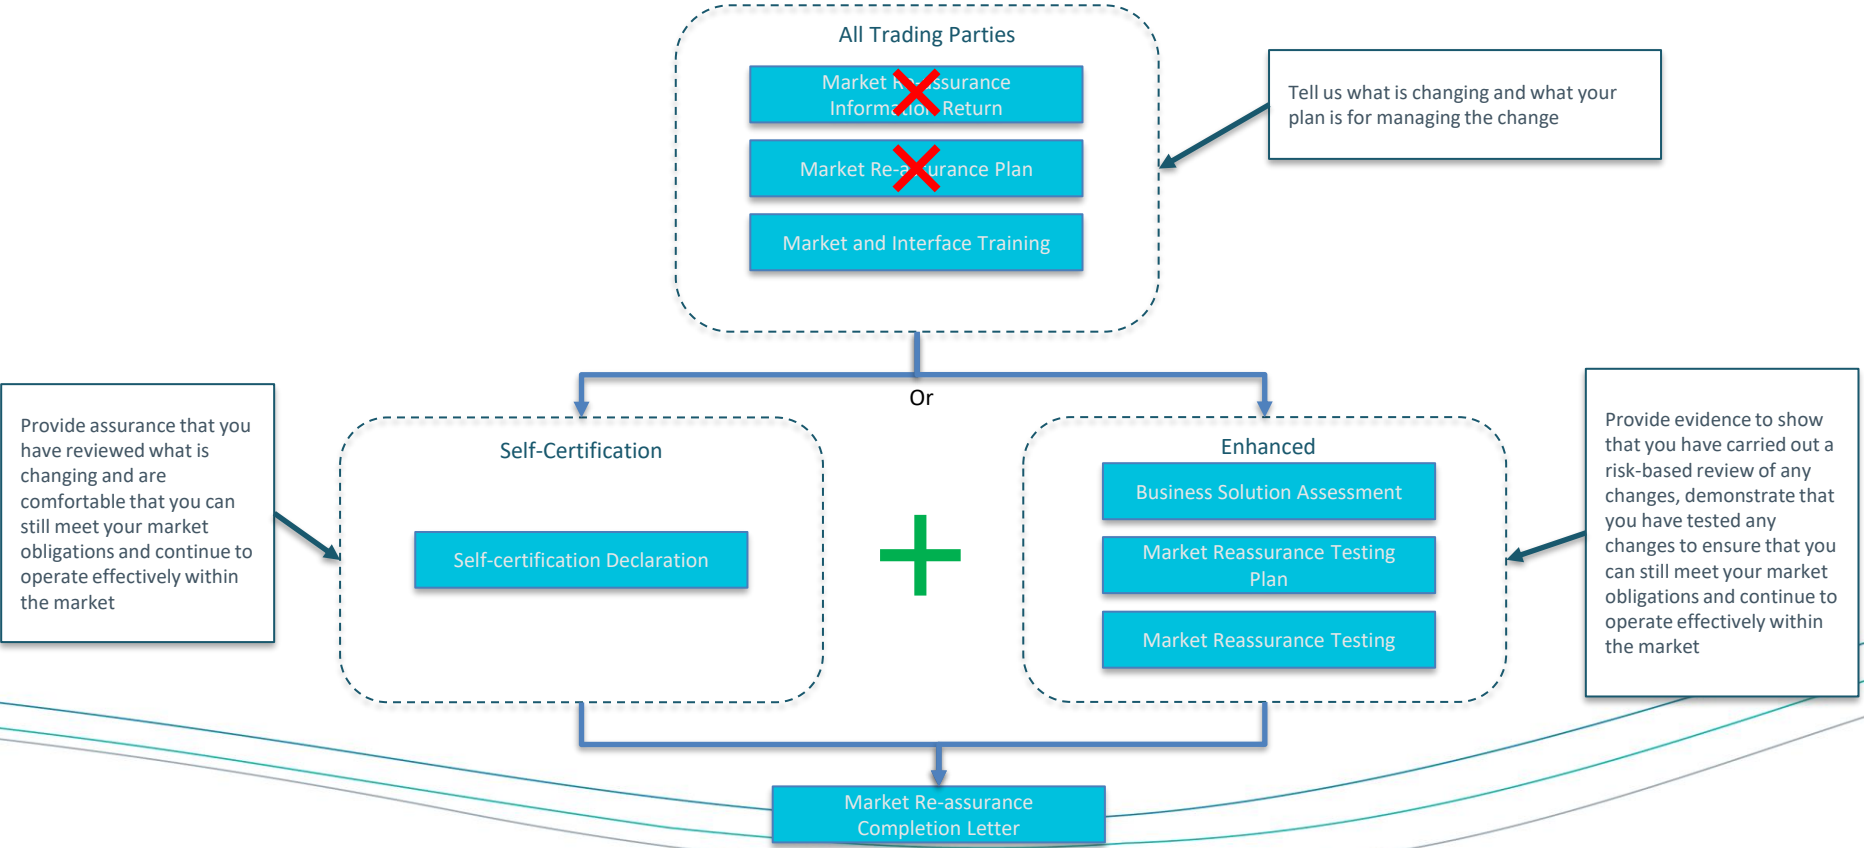 All Trading Parties
Market Re-assurance
Information Return
Market Re-assurance Plan
Market and Interface Training
Tell us what is changing and what your
plan is for managing the change
Or
Provide assurance that you
have reviewed what is
changing and are
comfortable that you can
still meet your market
obligations and continue to
operate effectively within
the market
Self-Certification
Self-certification Declaration
Enhanced
Business Solution Assessment
Market Reassurance Testing
Plan
Market Reassurance Testing
Provide evidence to show
that you have carried out a
risk-based review of any
changes, demonstrate that
you have tested any
changes to ensure that you
can still meet your market
obligations and continue to
operate effectively within
the market
Market Re-assurance
Completion Letter